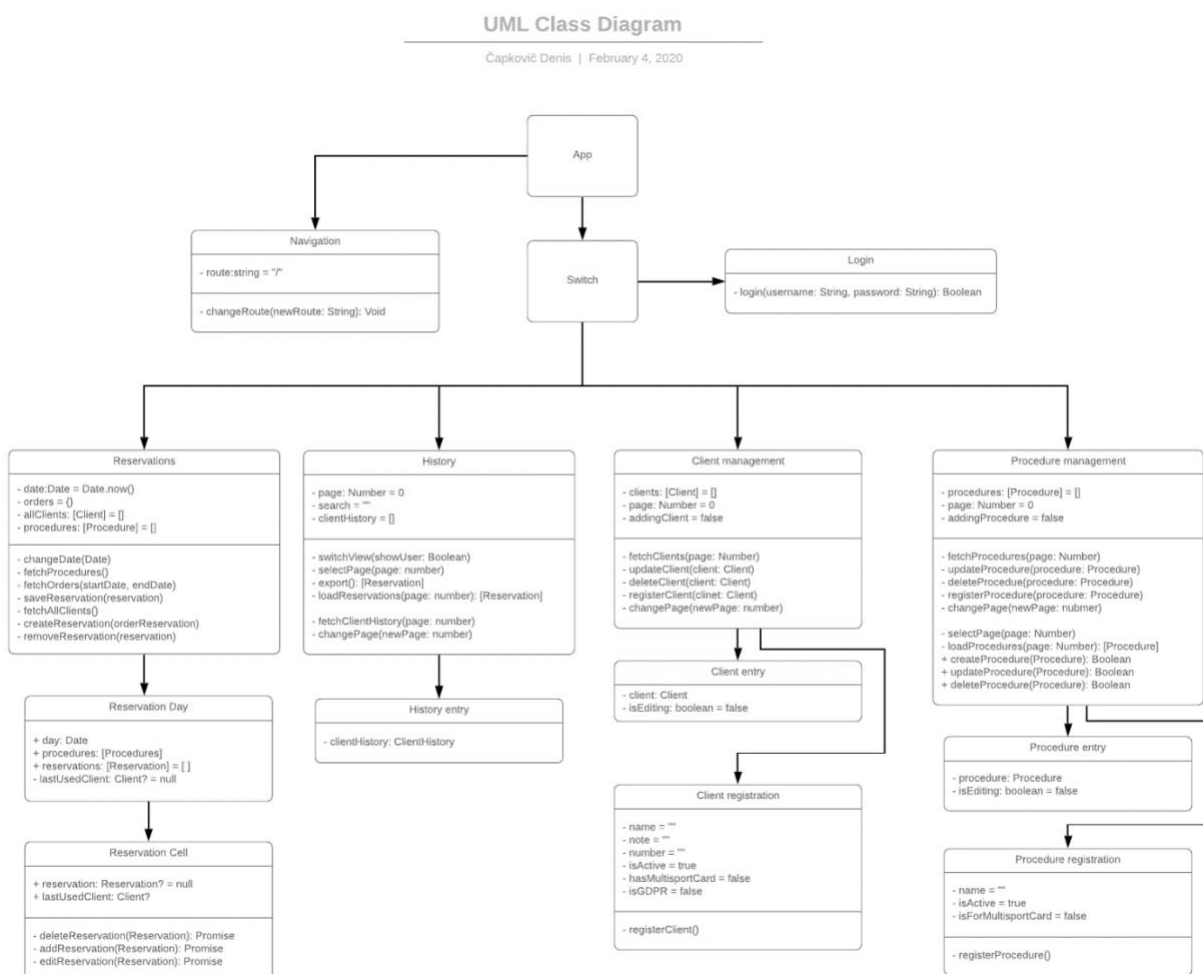 UML Class Diagram
Čapkovič Denis | February 4, 2020
App
Navigation
- route:string = "/"
- changeRoute(newRoute: String): Void
Switch
Login
- login(username: String, password: String): Boolean
Reservations
- date:Date = Date.now()
- orders = {}
- allClients: [Client] = []
- procedures: [Procedure] = []
- changeDate(Date)
- fetchProcedures()
- fetchOrders(startDate, endDate)
- saveReservation(reservation)
- fetchAllClients()
- createReservation(orderReservation)
- removeReservation(reservation)
History
- page: Number = 0
- search = ""
- clientHistory = []
- switchView(showUser: Boolean)
- selectPage(page: number)
- export(): [Reservation]
- loadReservations(page: number): [Reservation]
- fetchClientHistory(page: number)
- changePage(newPage: number)
Client management
- clients: [Client] = []
- page: Number = 0
- addingClient = false
- fetchClients(page: Number)
- updateClient(client: Client)
- deleteClient(client: Client)
- registerClient(clinet: Client)
- changePage(newPage: number)
Procedure management
- procedures: [Procedure] = []
- page: Number = 0
- addingProcedure = false
- fetchProcedures(page: Number)
- updateProcedure(procedure: Procedure)
- deleteProcedue(procedure: Procedure)
- registerProcedure(procedure: Procedure)
- changePage(newPage: nubmer)
- selectPage(page: Number)
- loadProcedures(page: Number): [Procedure]
+ createProcedure(Procedure): Boolean
+ updateProcedure(Procedure): Boolean
+ deleteProcedure(Procedure): Boolean
Reservation Day
+ day: Date
+ procedures: [Procedures]
+ reservations: [Reservation] = [ ]
- lastUsedClient: Client? = null
History entry
- clientHistory: ClientHistory
Client entry
- client: Client
- isEditing: boolean = false
Procedure entry
- procedure: Procedure
- isEditing: boolean = false
Reservation Cell
+ reservation: Reservation? = null
+ lastUsedClient: Client?
- deleteReservation(Reservation): Promise
- addReservation(Reservation): Promise
- editReservation(Reservation): Promise
Client registration
- name = ""
- note = ""
- number = ""
- isActive = true
- hasMultisportCard = false
- isGDPR = false
- registerClient()
Procedure registration
- name = ""
- isActive = true
- isForMultisportCard = false
- registerProcedure()